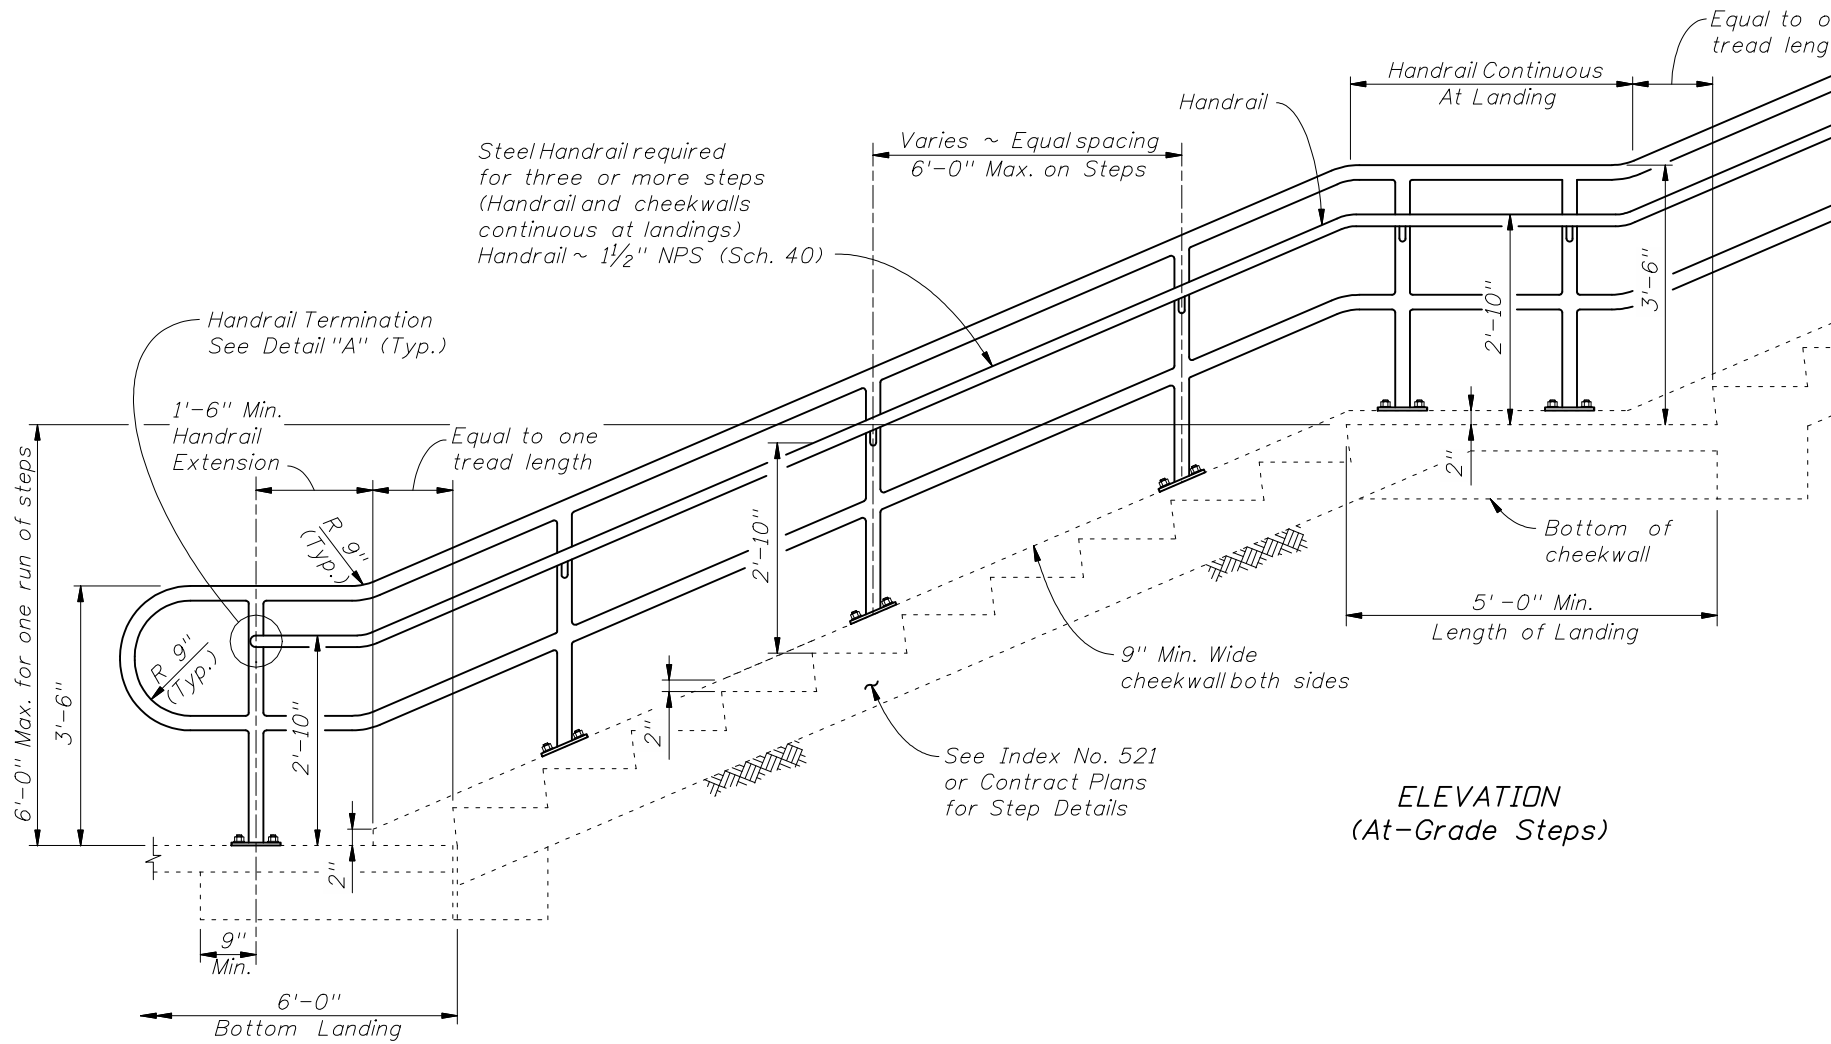 Equal to o
tread leng
Handrail Continuous
At Landing
Handrail
Varies ~ Equal spacing
6'-0" Max. on Steps
Steel Handrail required
for three or more steps
(Handrail and cheekwalls
continuous at landings)
Handrail ~ 1½" NPS (Sch. 40)
Handrail Termination
See Detail "A" (Typ.)
1'-6" Min.
Handrail
Extension
Equal to one
tread length
R 9"
(Typ.)
R 9"
(Typ.)
6'-0" Max. for one run of steps
3'-6"
2'-10"
2"
2"
2'-10"
2'-10"
3'-6"
2"
Bottom of
cheekwall
5'-0" Min.
Length of Landing
9" Min. Wide
cheekwall both sides
See Index No. 521
or Contract Plans
for Step Details
ELEVATION
(At-Grade Steps)
9"
Min.
6'-0"
Bottom Landing